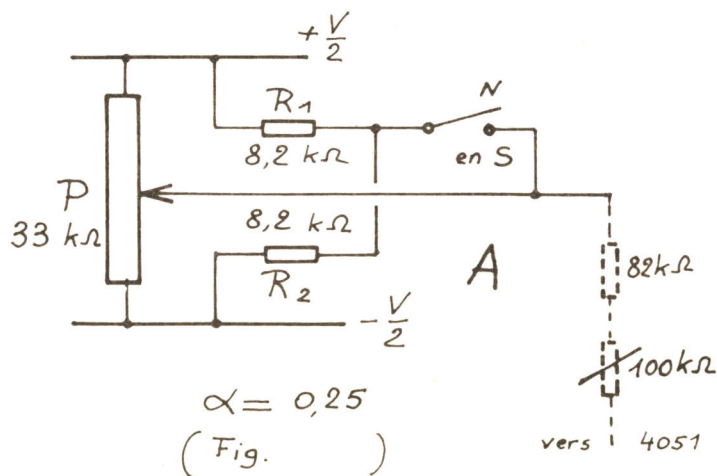 +V/2
R1
N
8,2 kΩ
en S
P
33 kΩ
8,2 kΩ
R2
A
82kΩ
-V/2
100kΩ
α = 0,25
(Fig. )
vers 4051